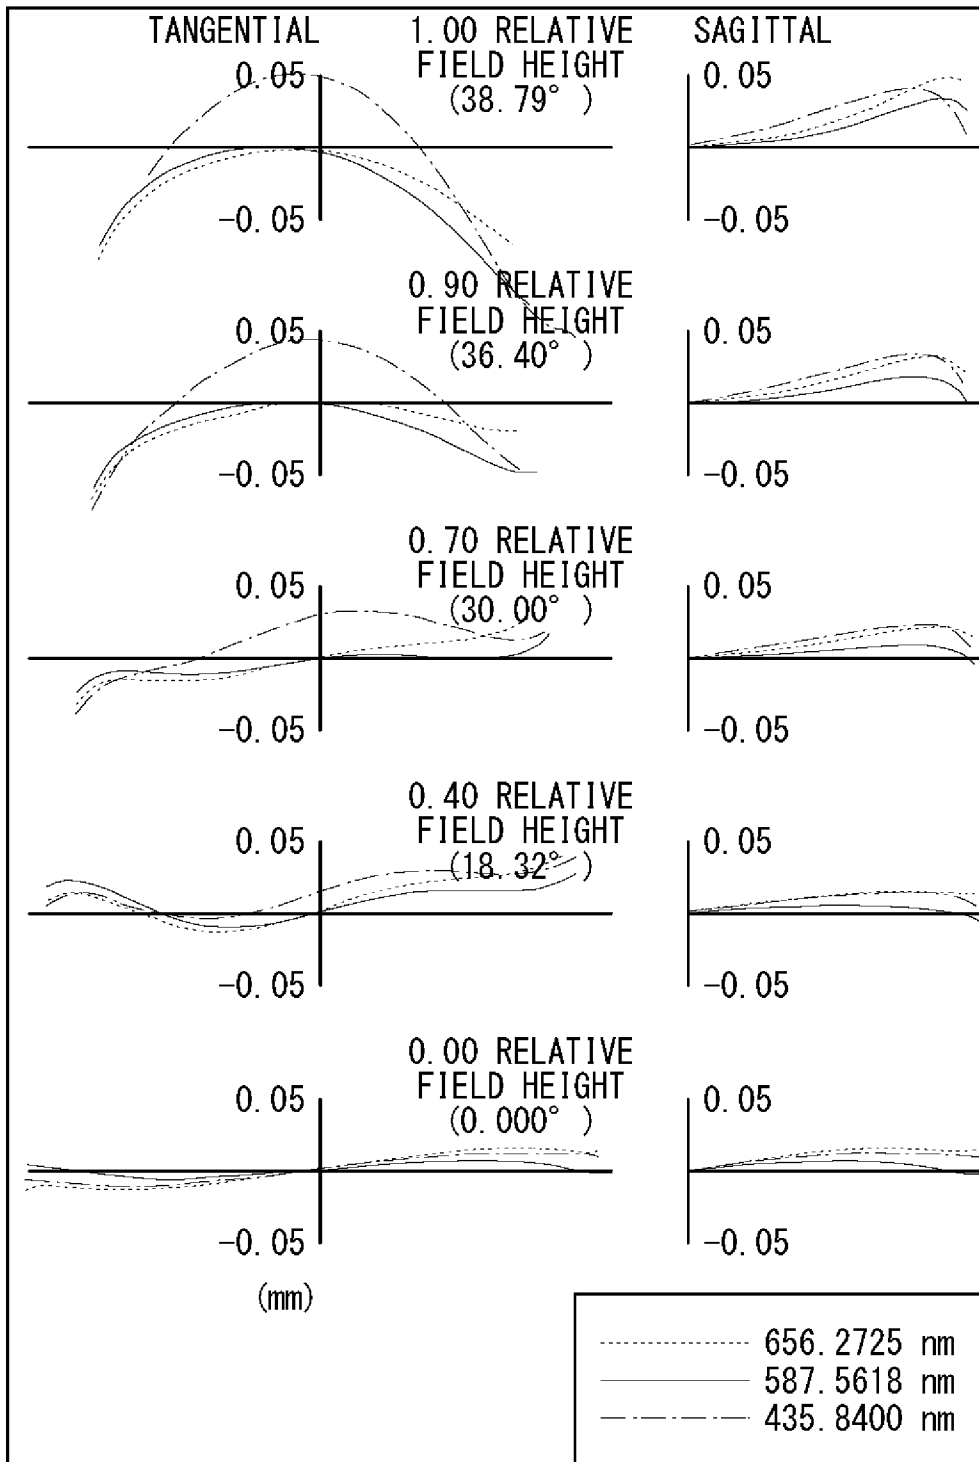 TANGENTIAL 1.00 RELATIVE SAGITTAL
FIELD HEIGHT
(38.79° )
0.05 0.05
-0.05 -0.05
0.90 RELATIVE
FIELD HEIGHT
(36.40° )
0.05 0.05
-0.05 -0.05
0.70 RELATIVE
FIELD HEIGHT
(30.00° )
0.05 0.05
-0.05 -0.05
0.40 RELATIVE
FIELD HEIGHT
(18.32° )
0.05 0.05
-0.05 -0.05
0.00 RELATIVE
FIELD HEIGHT
(0.000° )
0.05 0.05
-0.05 -0.05
(mm)
656.2725 nm
587.5618 nm
435.8400 nm